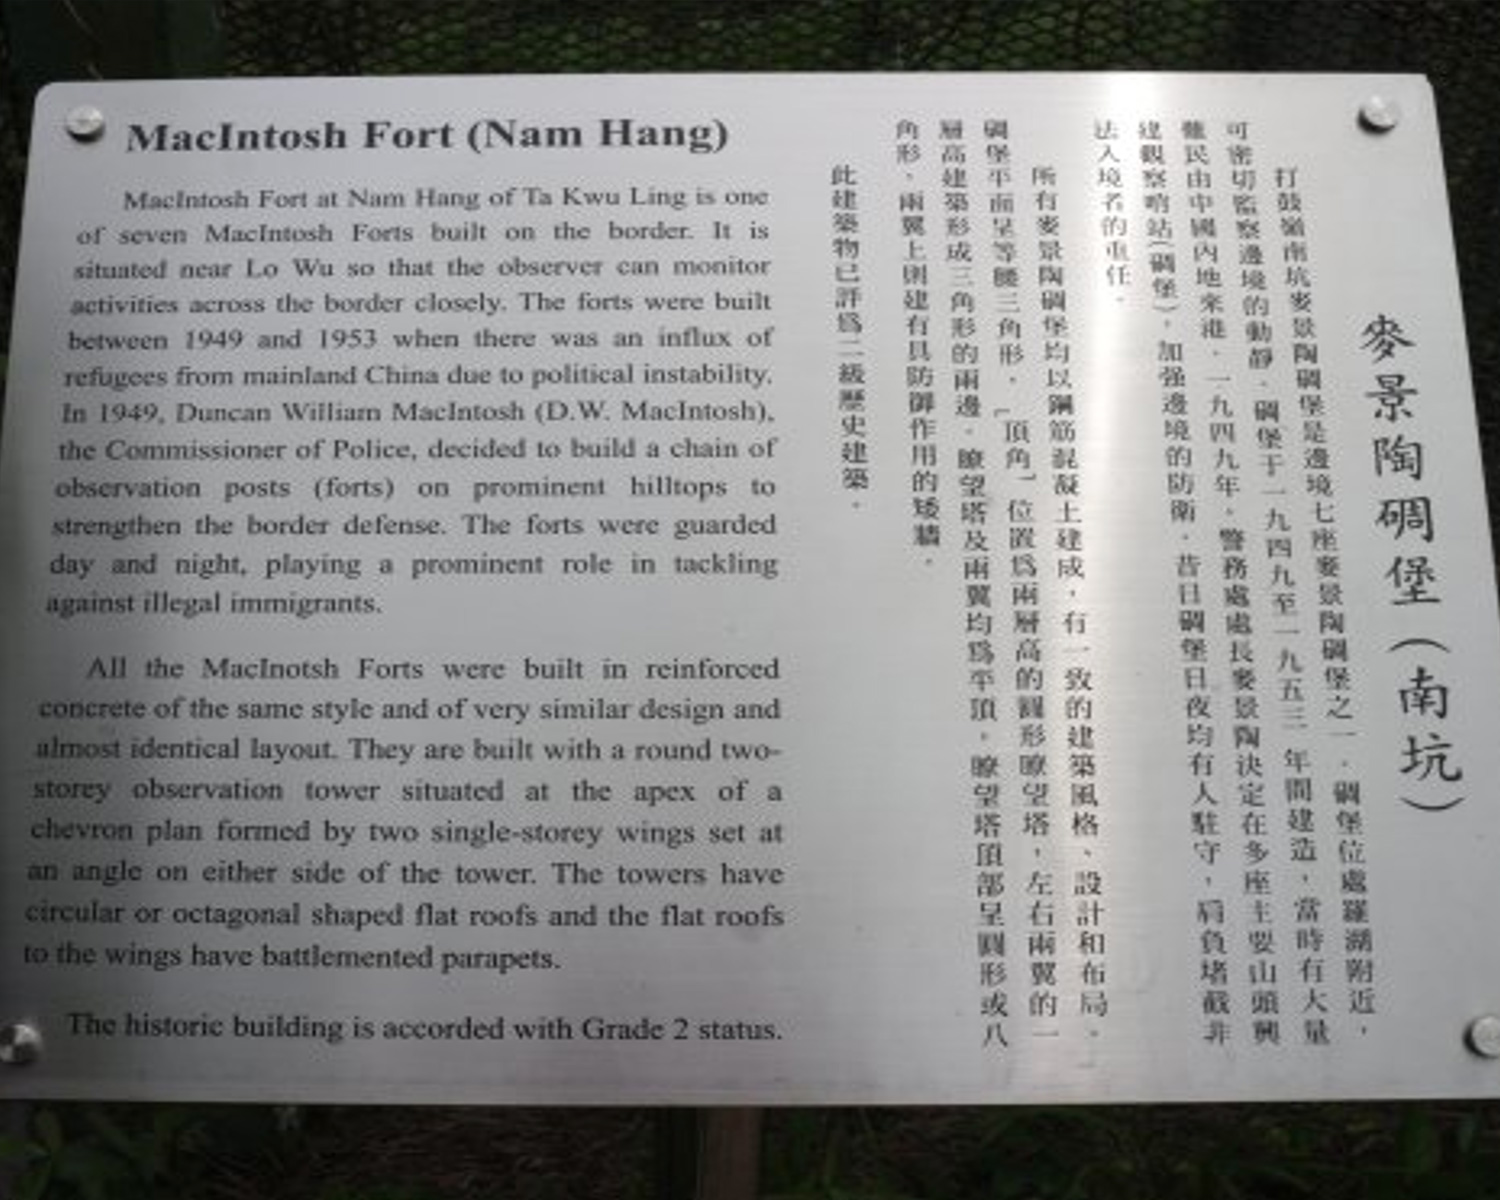 MacIntosh Fort (Nam Hang)
MacIntosh Fort at Nam Hang of Ta Kwu Ling is one
of seven MacIntosh Forts built on the border. It is
situated near Lo Wu so that the observer can monitor
activities across the border closely. The forts were built
between 1949 and 1953 when there was an influx of
refugees from mainland China due to political instability.
In 1949, Duncan William MacIntosh (D.W. MacIntosh),
the Commissioner of Police, decided to build a chain of
observation posts (forts) on prominent hilltops to
strengthen the border defense. The forts were guarded
day and night, playing a prominent role in tackling
against illegal immigrants.
All the MacInotsh Forts were built in reinforced
concrete of the same style and of very similar design and
almost identical layout. They are built with a round two-
storey observation tower situated at the apex of a
chevron plan formed by two single-storey wings set at
an angle on either side of the tower. The towers have
circular or octagonal shaped flat roofs and the flat roofs
to the wings have battlemented parapets.
The historic building is accorded with Grade 2 status.
麥景陶碉堡（南坑）
打鼓嶺南坑麥景陶碉堡是邊境七座麥景陶碉堡之一．碉堡位處羅湖附近，
可密切監察邊境的動靜．碉堡于一九四九至一九五三年間建造，當時有大量
難民由中國內地來港．一九四九年，警務處處長麥景陶決定在多座主要山頭興
建觀察哨站（碉堡），加强邊境的防衛．昔日碉堡日夜均有人駐守，肩負堵截非
法入境者的重任．
所有麥景陶碉堡均以鋼筋混凝土建成，有一致的建築風格、設計和布局．
碉堡平面呈等腰三角形．「頂角」位置爲兩層高的圓形瞭望塔，左右兩翼的一
層高建築形成三角形的兩邊．瞭望塔及兩翼均爲平頂，瞭望塔頂部呈圓形或八
角形，兩翼上則建有具防御作用的矮牆．
此建築物已評爲二級歷史建築．